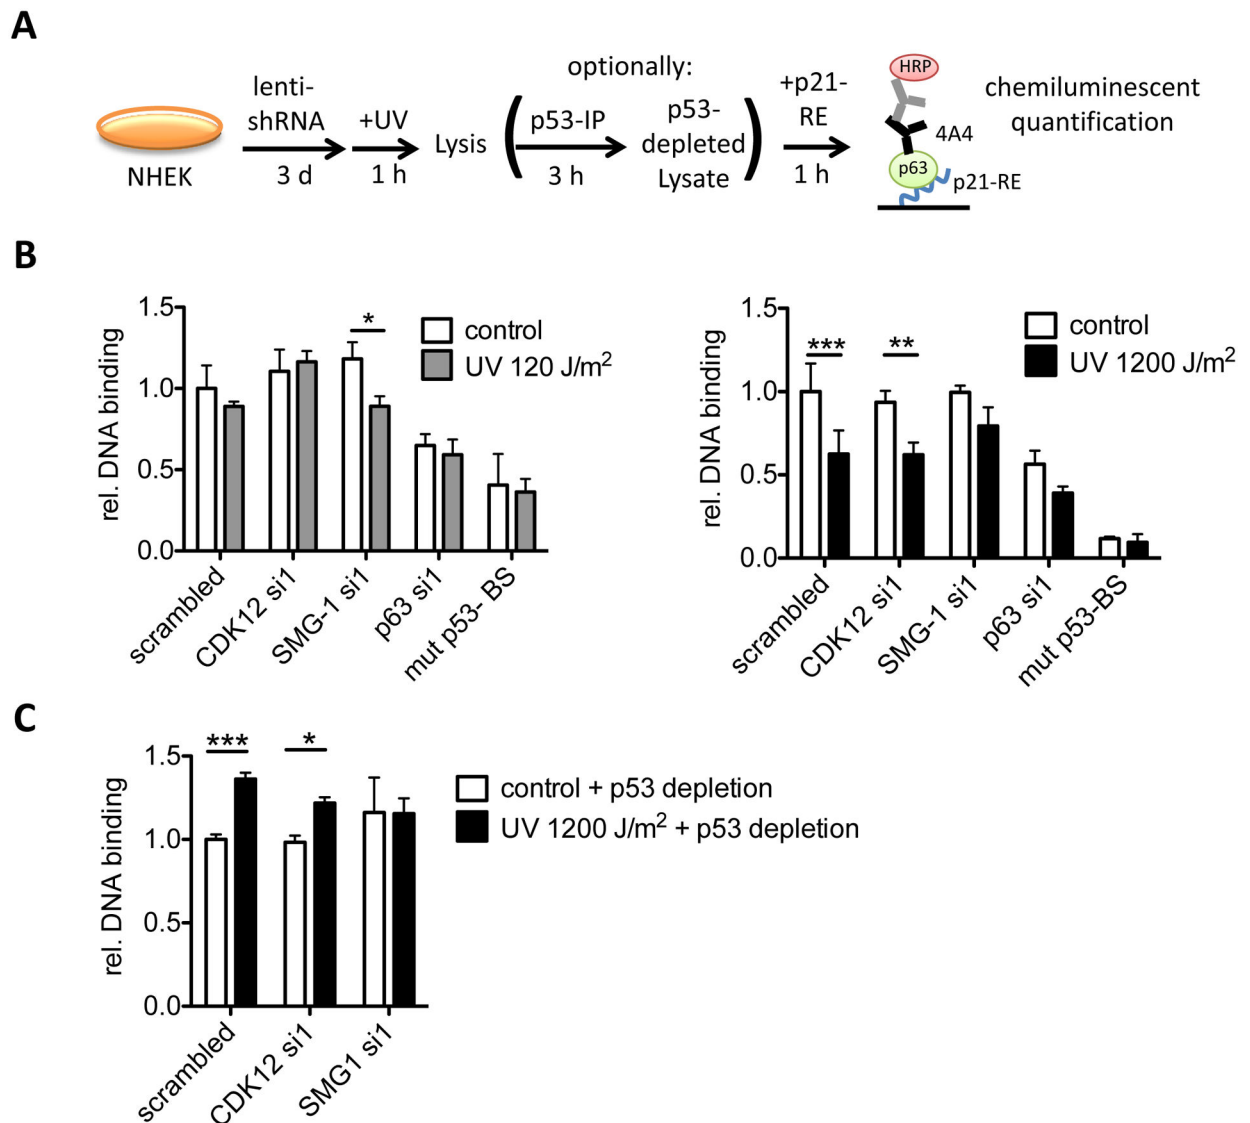 A
NHEK
lenti-
shRNA
3 d
+UV
1 h
Lysis
optionally:
( p53-IP
3 h
p53-
depleted
Lysate )
+p21-
RE
1 h
HRP
4A4
p63
p21-RE
chemiluminescent
quantification
B
rel. DNA binding
1.5
1.0
0.5
0.0
*
control
UV 120 J/m²
scrambled
CDK12 si1
SMG-1 si1
p63 si1
mut p53- BS
rel. DNA binding
1.5
1.0
0.5
0.0
***
**
control
UV 1200 J/m²
scrambled
CDK12 si1
SMG-1 si1
p63 si1
mut p53-BS
C
rel. DNA binding
1.5
1.0
0.5
0.0
***
*
control + p53 depletion
UV 1200 J/m² + p53 depletion
scrambled
CDK12 si1
SMG1 si1